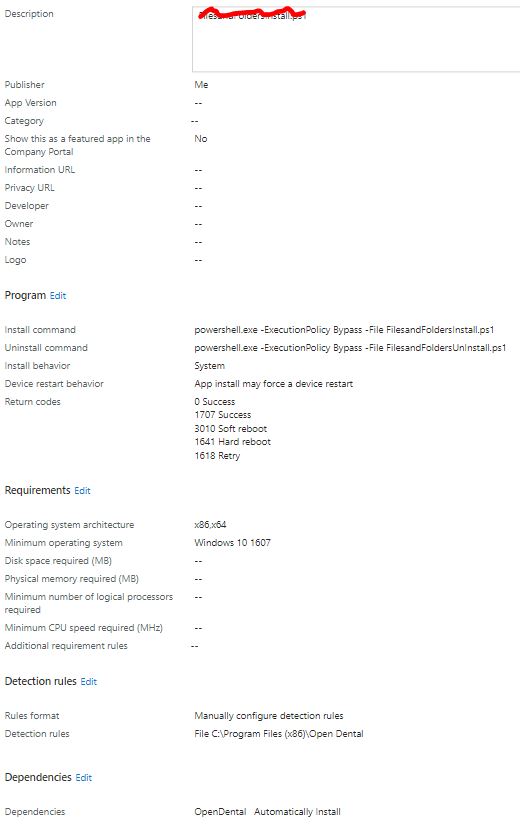 Description
Publisher Me
App Version --
Category --
Show this as a featured app in the No
Company Portal
Information URL --
Privacy URL --
Developer --
Owner --
Notes --
Logo --
Program Edit
Install command powershell.exe -ExecutionPolicy Bypass -File FilesandFoldersInstall.ps1
Uninstall command powershell.exe -ExecutionPolicy Bypass -File FilesandFoldersUnInstall.ps1
Install behavior System
Device restart behavior App install may force a device restart
Return codes 0 Success
1707 Success
3010 Soft reboot
1641 Hard reboot
1618 Retry
Requirements Edit
Operating system architecture x86,x64
Minimum operating system Windows 10 1607
Disk space required (MB) --
Physical memory required (MB) --
Minimum number of logical processors --
required
Minimum CPU speed required (MHz) --
Additional requirement rules --
Detection rules Edit
Rules format Manually configure detection rules
Detection rules File C:\Program Files (x86)\Open Dental
Dependencies Edit
Dependencies OpenDental Automatically Install